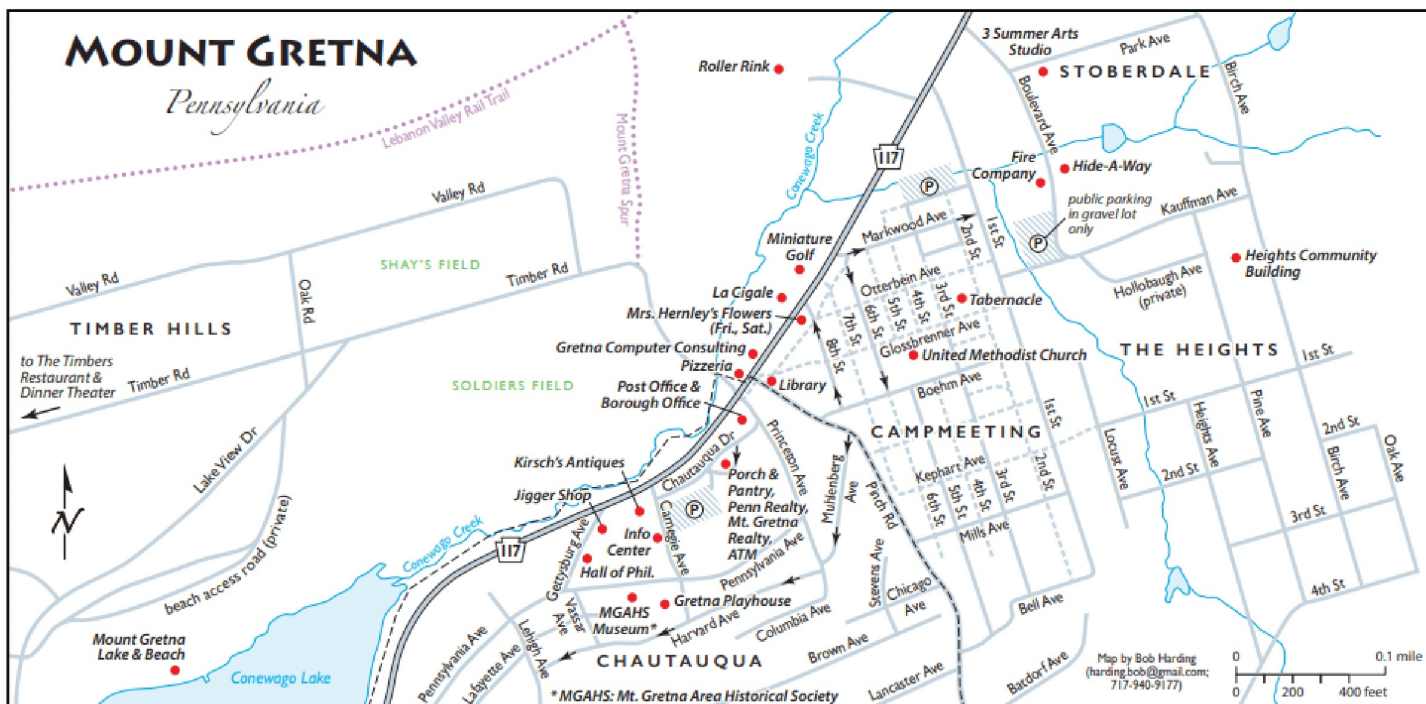 MOUNT GRETNA
Pennsylvania
Lebanon Valley Rail Trail
Mount Gretna Spur
Roller Rink
Conewago Creek
117
3 Summer Arts
Studio
Park Ave
STOBERDALE
Boulevard Ave
Birch Ave
Fire
Company
Hide-A-Way
P
public parking
in gravel lot
only
P
Kauffman Ave
Heights Community
Building
Hollobaugh Ave
(private)
Valley Rd
Valley Rd
SHAY'S FIELD
Timber Rd
Oak Rd
TIMBER HILLS
to The Timbers
Restaurant &
Dinner Theater
Timber Rd
SOLDIERS FIELD
Lake View Dr
beach access road (private)
N
Miniature
Golf
La Cigale
Mrs. Hernley's Flowers
(Fri., Sat.)
Gretna Computer Consulting
Pizzeria
Library
Post Office &
Borough Office
Markwood Ave
1st St
2nd St
Otterbein Ave
3rd St
4th St
5th St
6th St
7th St
8th St
Tabernacle
Glossbrenner Ave
United Methodist Church
Boehm Ave
THE HEIGHTS
1st St
1st St
CAMPMEETING
Kirsch's Antiques
Jigger Shop
Chautauqua Dr
Princeton Ave
Muhlenberg
Ave
Pinch Rd
Kephart Ave
1st St
2nd St
3rd St
4th St
5th St
6th St
Mills Ave
Locust Ave
Heights Ave
2nd St
Pine Ave
2nd St
Birch Ave
Oak Ave
3rd St
4th St
Porch &
Pantry,
Penn Realty,
Mt. Gretna
Realty,
ATM
P
Carnegie Ave
Info
Center
Gettysburg Ave
Hall of Phil.
117
Conewago Creek
Pennsylvania Ave
Stevens Ave
Chicago
Ave
Bell Ave
MGAHS
Museum*
Gretna Playhouse
Vassar
Ave
Harvard Ave
Columbia Ave
Brown Ave
Lehigh Ave
Pennsylvania Ave
Lafayette Ave
CHAUTAUQUA
Lancaster Ave
Batdorf Ave
Mount Gretna
Lake & Beach
Conewago Lake
* MGAHS: Mt. Gretna Area Historical Society
Map by Bob Harding
(harding.bob@gmail.com;
717-940-9177)
0 0.1 mile
0 200 400 feet